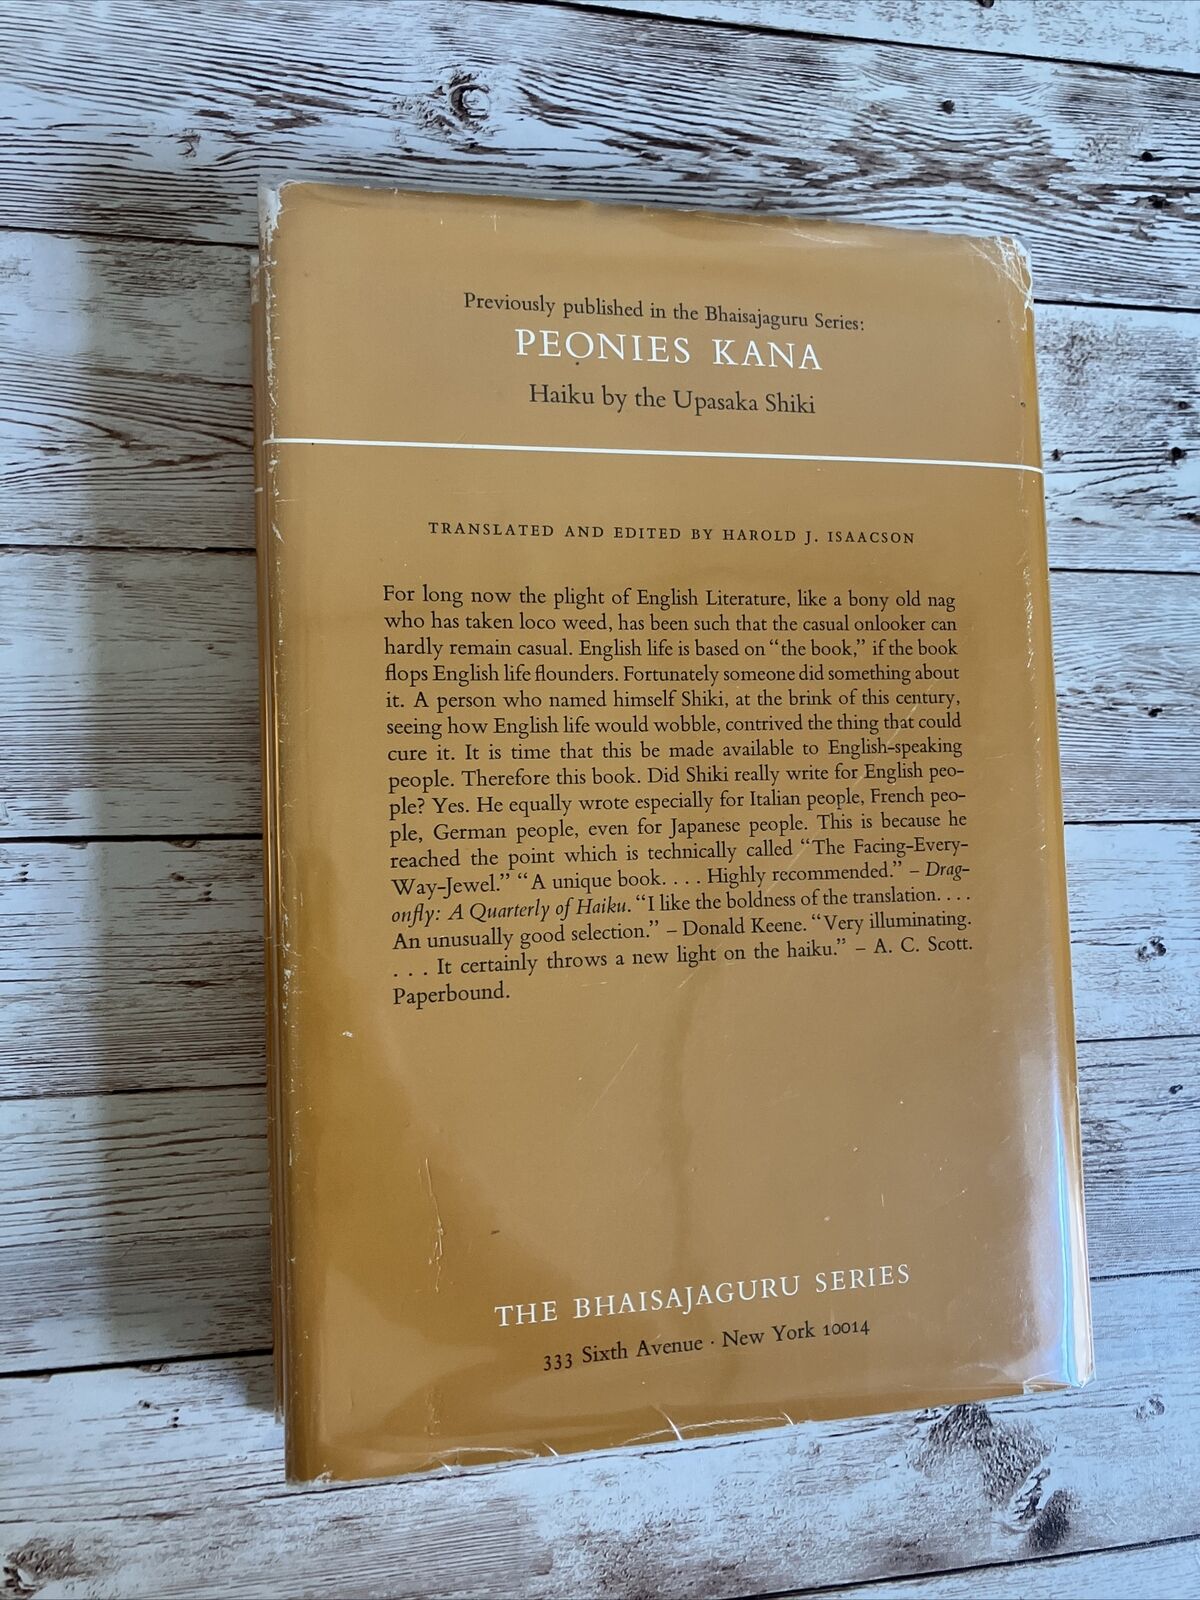 Previously published in the Bhaisajaguru Series:
PEONIES KANA
Haiku by the Upasaka Shiki
TRANSLATED AND EDITED BY HAROLD J. ISAACSON
For long now the plight of English Literature, like a bony old nag
who has taken loco weed, has been such that the casual onlooker can
hardly remain casual. English life is based on “the book,” if the book
flops English life flounders. Fortunately someone did something about
it. A person who named himself Shiki, at the brink of this century,
seeing how English life would wobble, contrived the thing that could
cure it. It is time that this be made available to English-speaking
people. Therefore this book. Did Shiki really write for English peo-
ple? Yes. He equally wrote especially for Italian people, French peo-
ple, German people, even for Japanese people. This is because he
reached the point which is technically called “The Facing-Every-
Way-Jewel.” “A unique book. . . . Highly recommended.” – Drag-
onfly: A Quarterly of Haiku. “I like the boldness of the translation. . . .
An unusually good selection.” – Donald Keene. “Very illuminating.
. . . It certainly throws a new light on the haiku.” – A. C. Scott.
Paperbound.
THE BHAISAJAGURU SERIES
333 Sixth Avenue · New York 10014